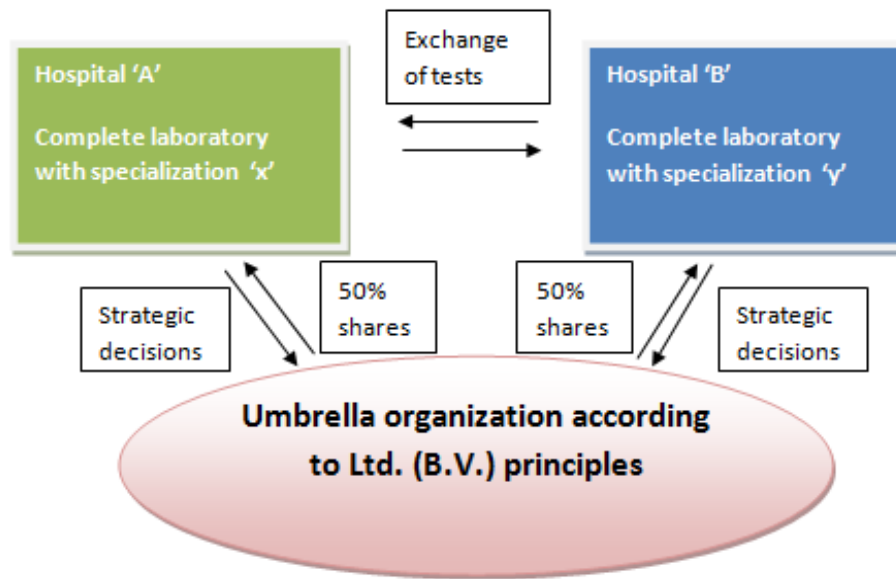 Exchange
of tests
Hospital ‘A’
Complete laboratory
with specialization ‘x’
Hospital ‘B’
Complete laboratory
with specialization ‘y’
Strategic
decisions
50%
shares
50%
shares
Strategic
decisions
Umbrella organization according
to Ltd. (B.V.) principles